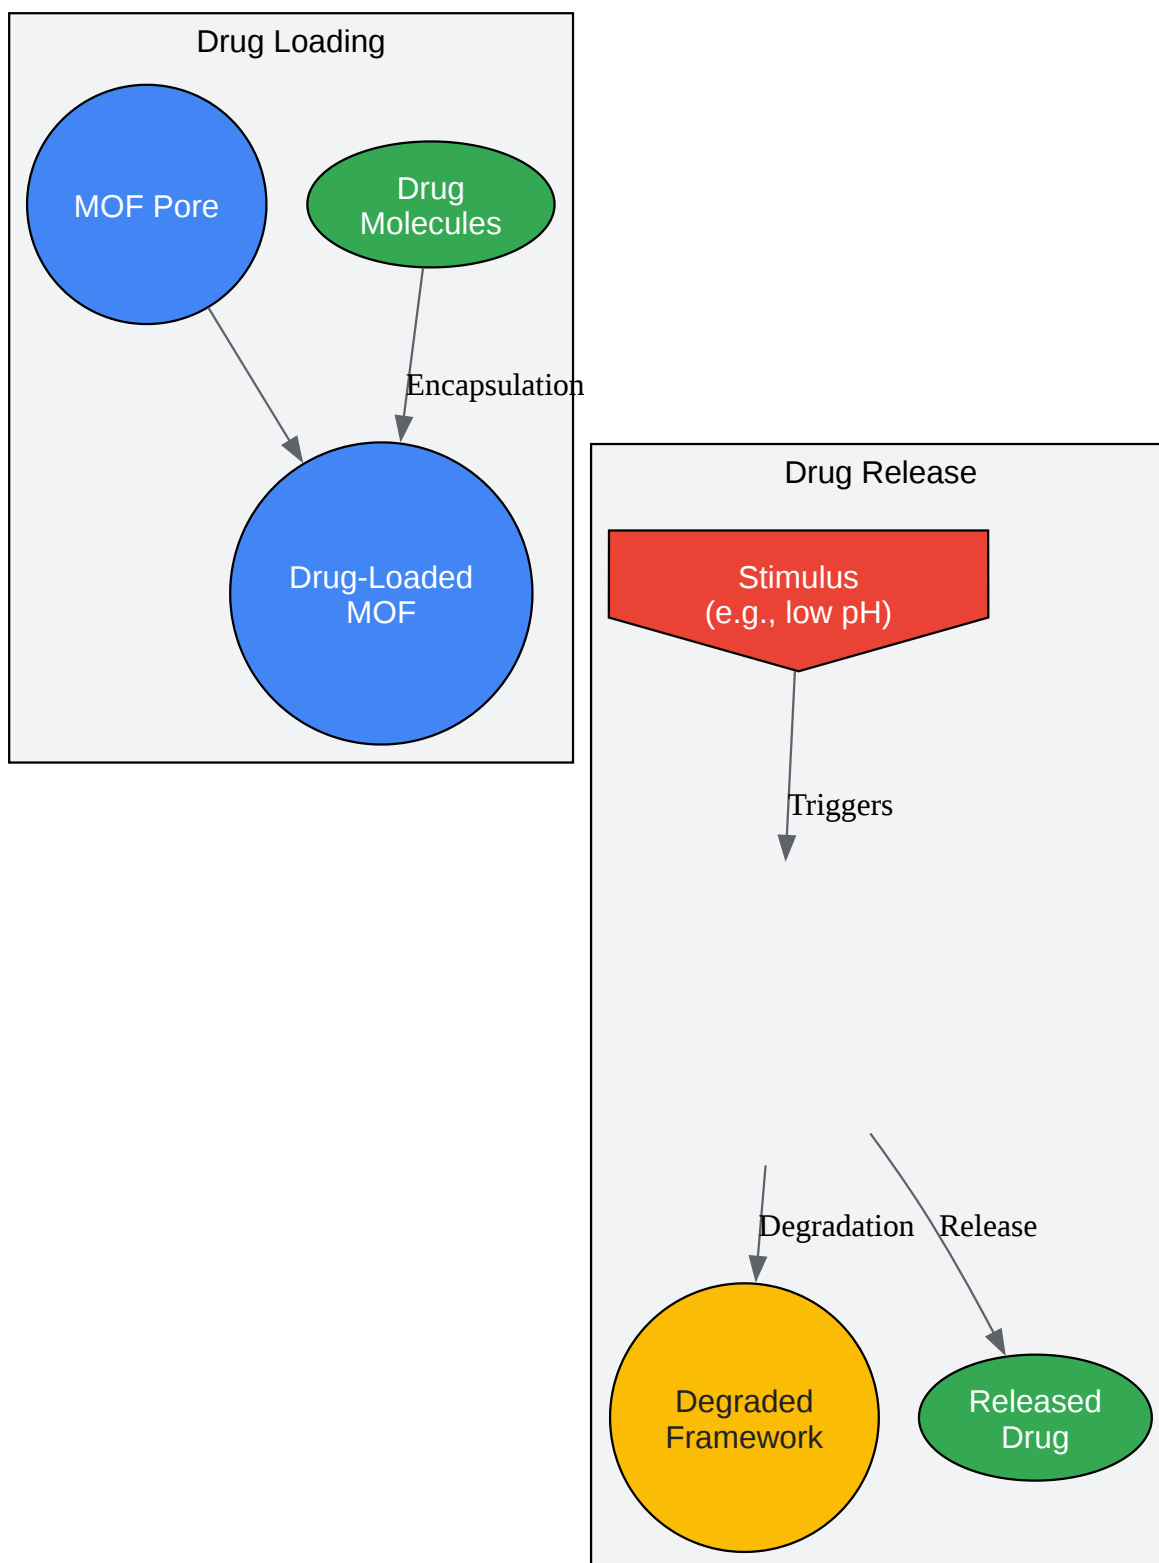 Drug Loading
MOF Pore
Drug
Molecules
Encapsulation
Drug-Loaded
MOF
Drug Release
Stimulus
(e.g., low pH)
Triggers
Degradation
Release
Degraded
Framework
Released
Drug